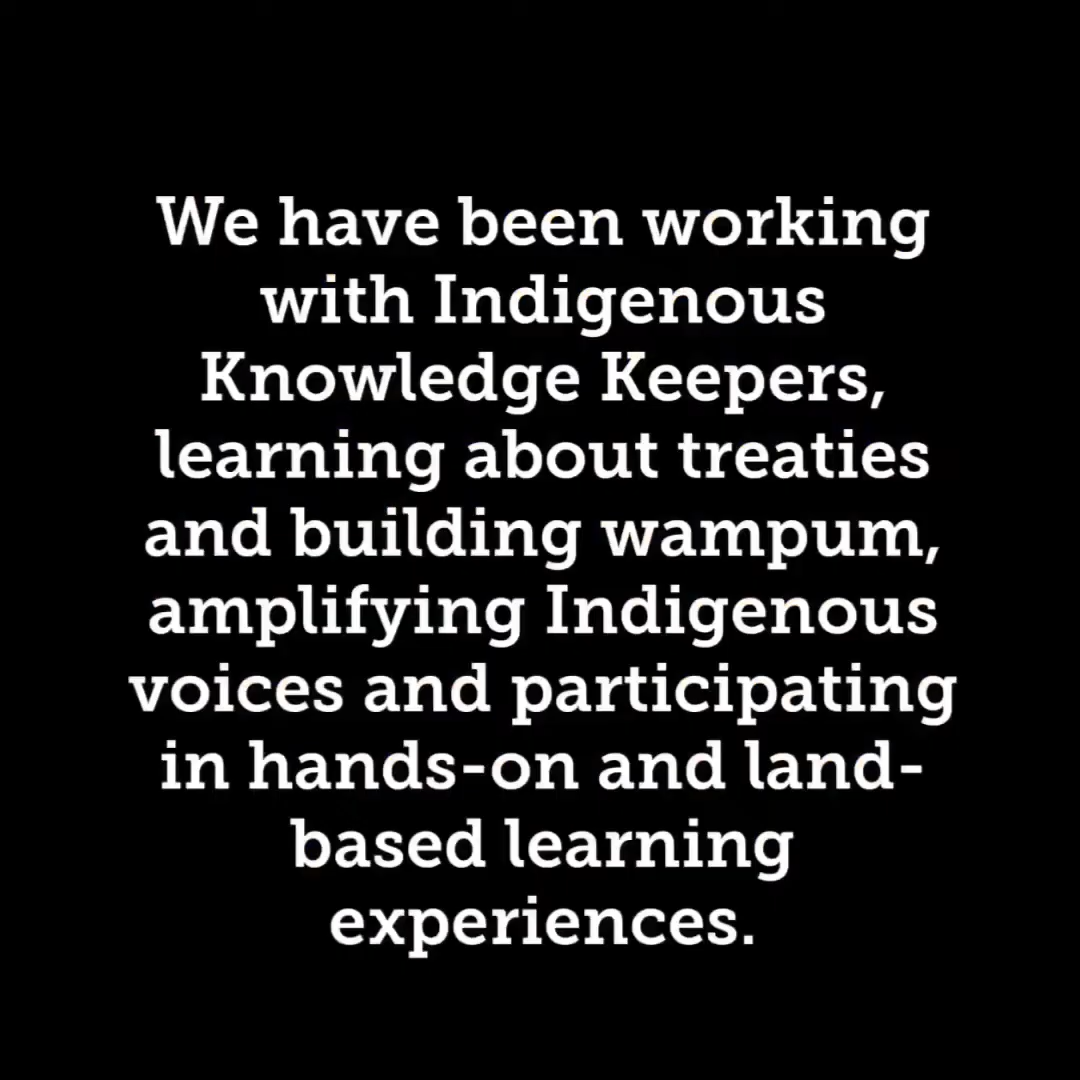 We have been working
with Indigenous
Knowledge Keepers,
learning about treaties
and building wampum,
amplifying Indigenous
voices and participating
in hands-on and land-
based learning
experiences.